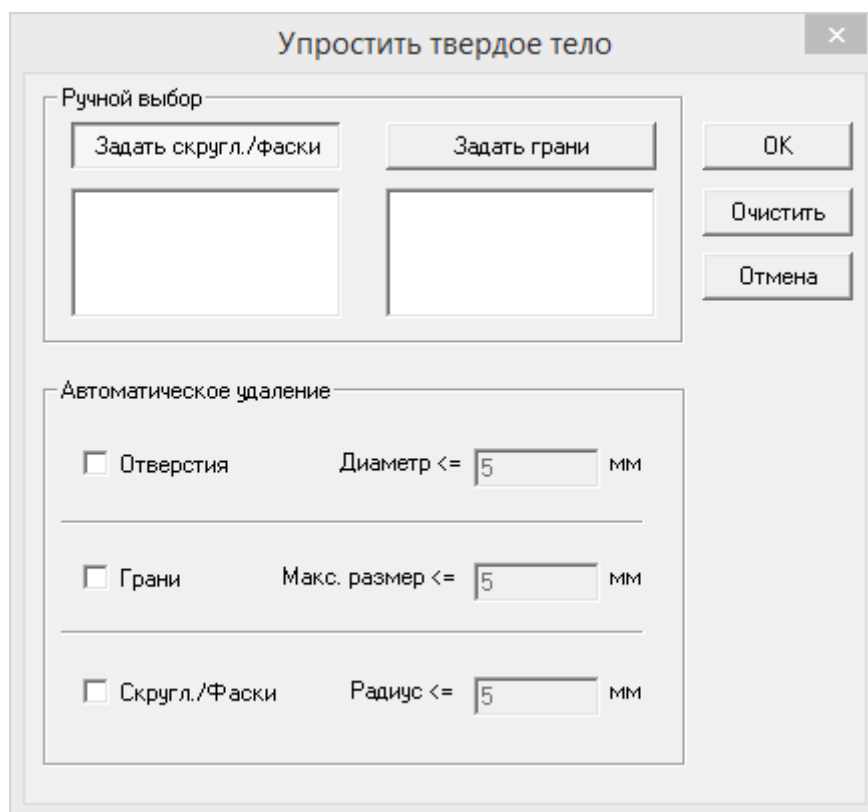 Упростить твердое тело
×
Ручной выбор
Задать скругл./фаски
Задать грани
OK
Очистить
Отмена
Автоматическое удаление
Отверстия Диаметр <= 5 мм
Грани Макс. размер <= 5 мм
Скругл./Фаски Радиус <= 5 мм